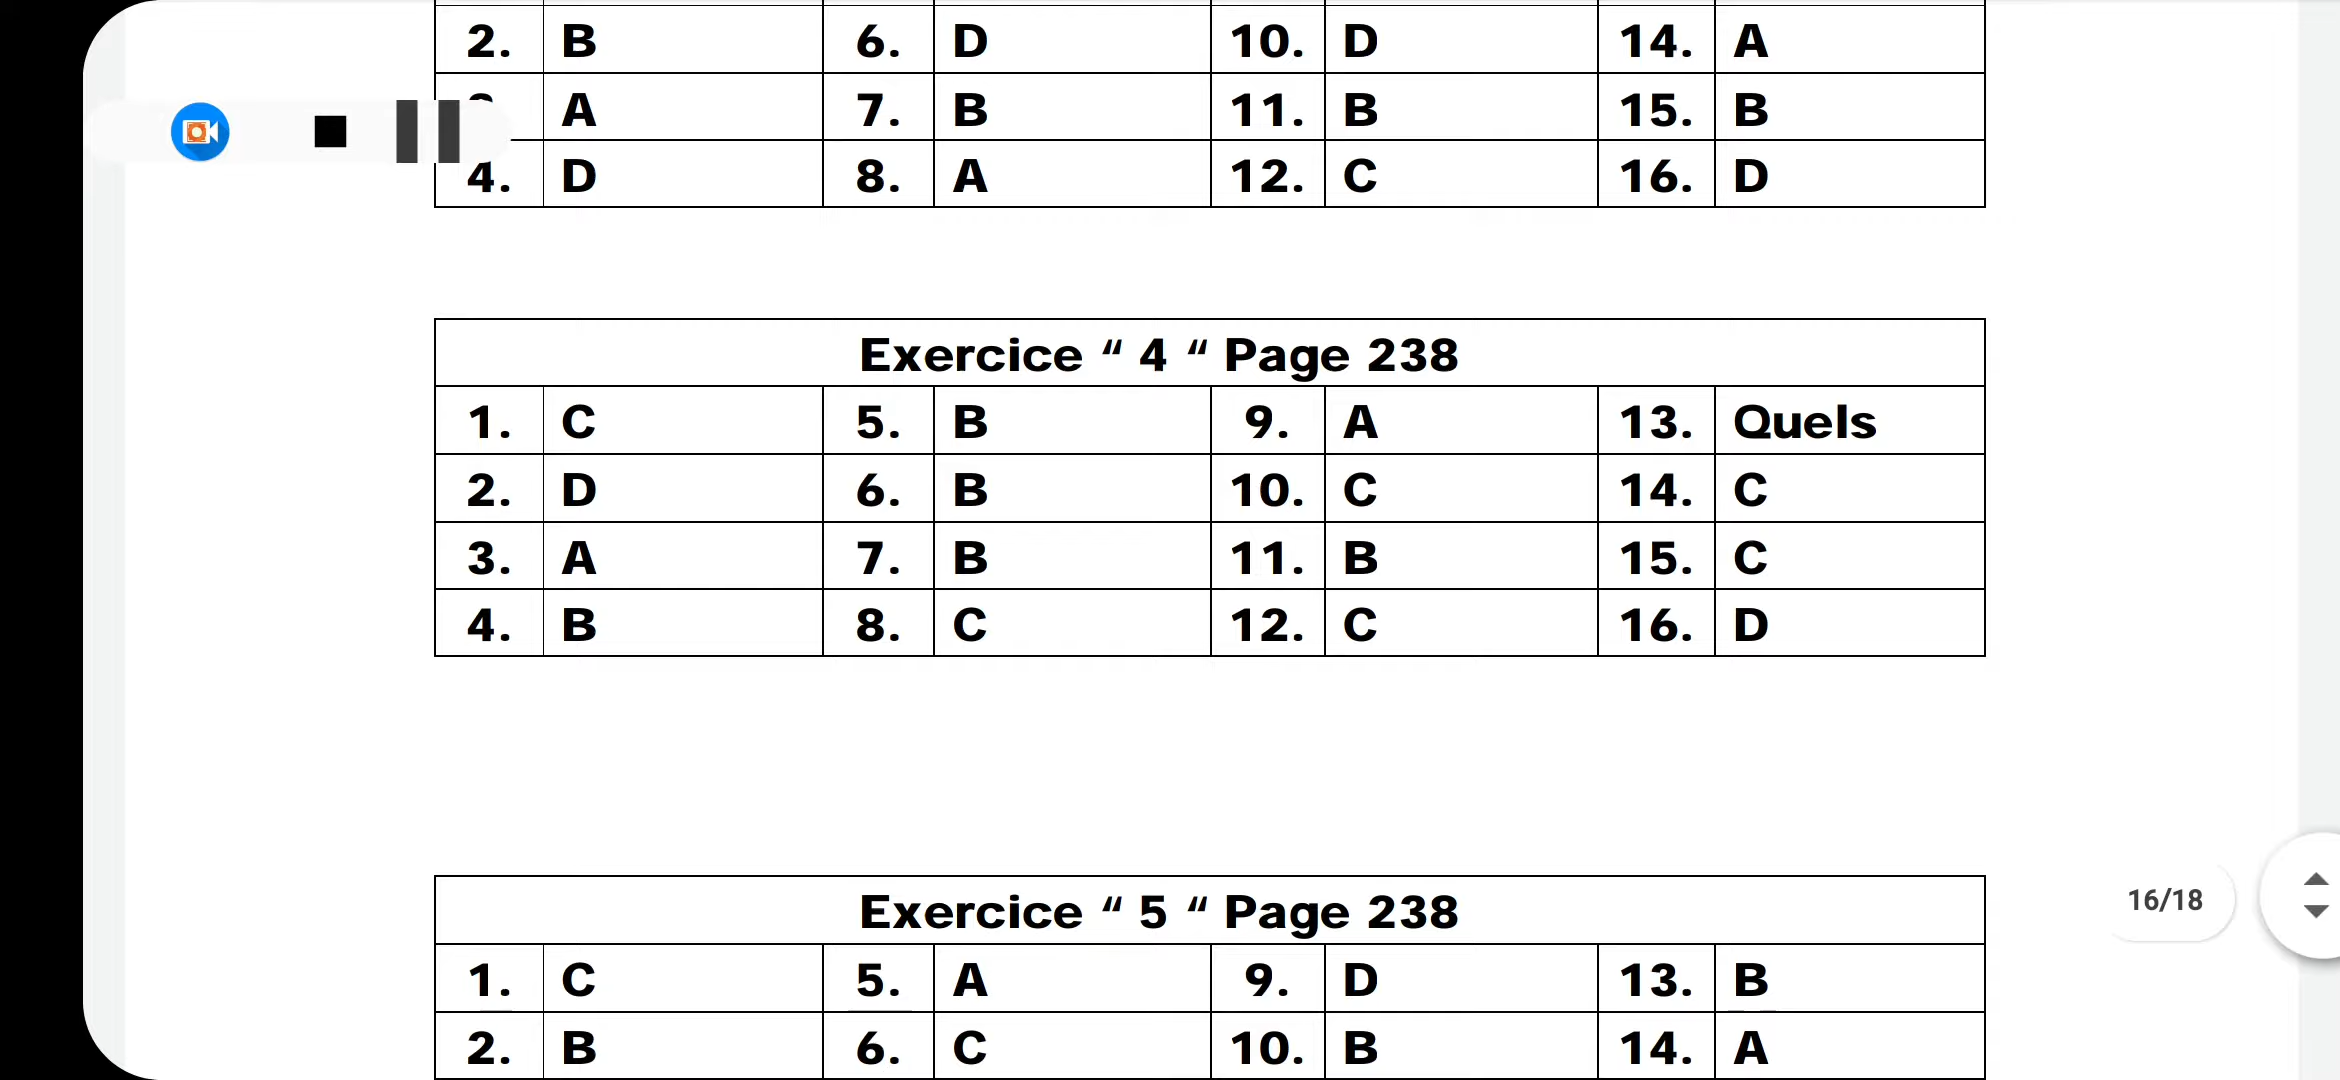 2. B 6. D 10. D 14. A
A 7. B 11. B 15. B
4. D 8. A 12. C 16. D
Exercice “ 4 “ Page 238
1. C 5. B 9. A 13. Quels
2. D 6. B 10. C 14. C
3. A 7. B 11. B 15. C
4. B 8. C 12. C 16. D
16/18
Exercice “ 5 “ Page 238
1. C 5. A 9. D 13. B
2. B 6. C 10. B 14. A